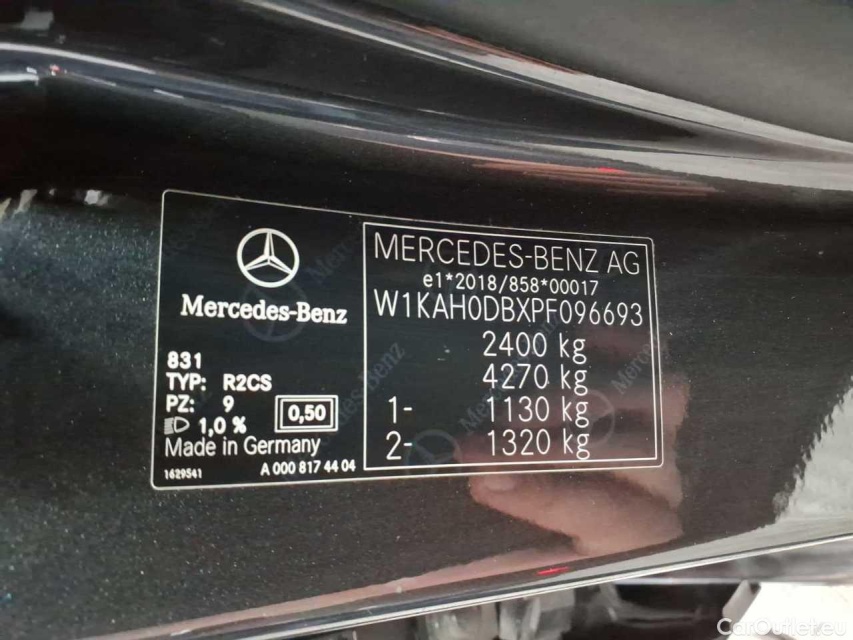 Mercedes-Benz
831
TYP: R2CS
PZ: 9
1,0 %
0,50
Made in Germany
1629541
A 000 817 44 04
MERCEDES-BENZ AG
e1*2018/858*00017
W1KAH0DBXPF096693
2400 kg
4270 kg
1- 1130 kg
2- 1320 kg
Mercedes-Benz
CarOutlet.eu